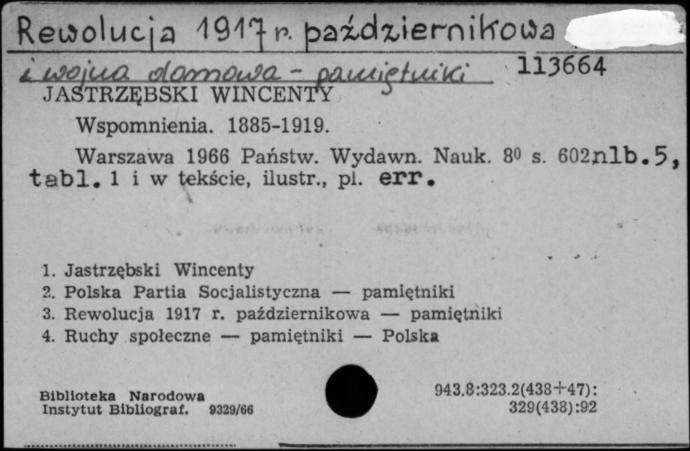 Rewolucja 1917 r. październikowa
i wojna domowa - pamiętniki 113664
JASTRZĘBSKI WINCENTY
Wspomnienia. 1885-1919.
Warszawa 1966 Państw. Wydawn. Nauk. 8⁰ s. 602,nlb.5,
tabl. 1 i w tekście, ilustr., pl. err.
1. Jastrzębski Wincenty
2. Polska Partia Socjalistyczna — pamiętniki
3. Rewolucja 1917 r. październikowa — pamiętniki
4. Ruchy społeczne — pamiętniki — Polska
Biblioteka Narodowa
Instytut Bibliograf. 9329/66
943.8:323.2(438+47):
329(438):92